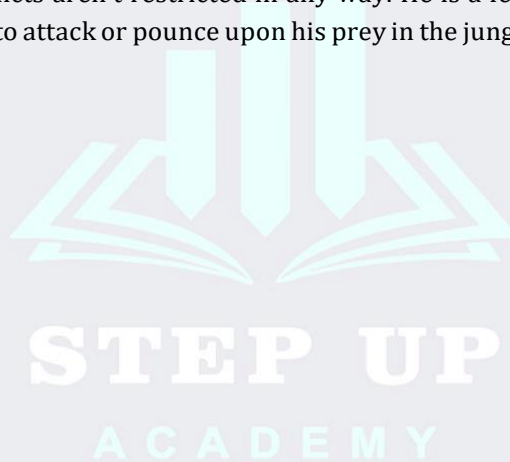 aren't restricted in any way. He is a
to attack or pounce upon his prey in the jung
STEP UP
ACADEMY